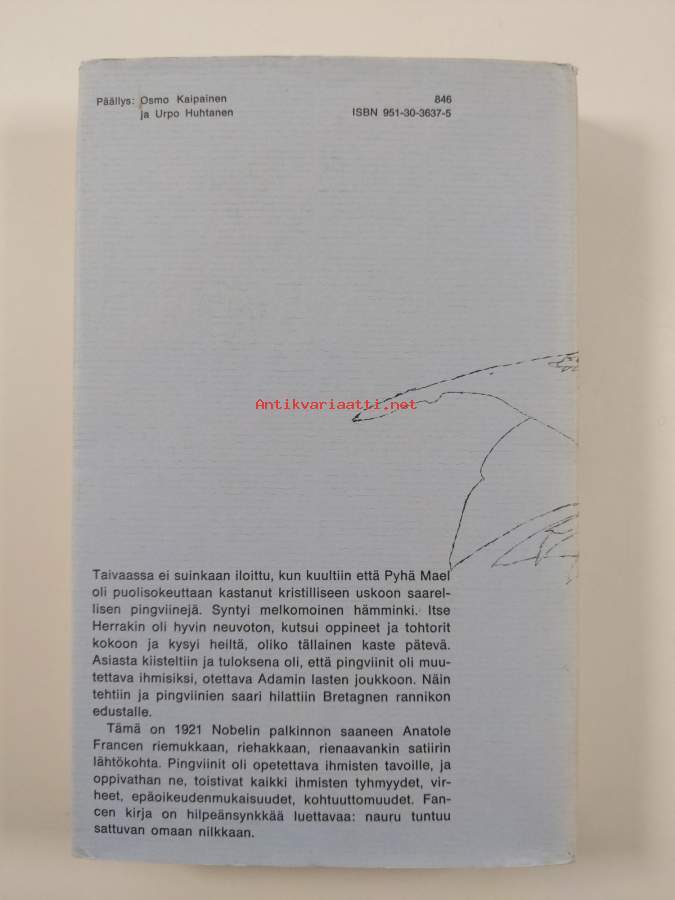 Päällys: Osmo Kaipainen
ja Urpo Huhtanen
846
ISBN 951-30-3637-5
Antikvariaatti.net
Taivaassa ei suinkaan iloittu, kun kuultiin että Pyhä Mael
oli puolisokeuttaan kastanut kristilliseen uskoon saarel-
lisen pingviinejä. Syntyi melkomoinen hämminki. Itse
Herrakin oli hyvin neuvoton, kutsui oppineet ja tohtorit
kokoon ja kysyi heiltä, oliko tällainen kaste pätevä.
Asiasta kiisteltiin ja tuloksena oli, että pingviinit oli muu-
tettava ihmisiksi, otettava Adamin lasten joukkoon. Näin
tehtiin ja pingviinien saari hilattiin Bretagnen rannikon
edustalle.
Tämä on 1921 Nobelin palkinnon saaneen Anatole
Francen riemukkaan, riehakkaan, rienaavankin satiirin
lähtökohta. Pingviinit oli opetettava ihmisten tavoille, ja
oppivathan ne, toistivat kaikki ihmisten tyhmyydet, vir-
heet, epäoikeudenmukaisuudet, kohtuuttomuudet. Fan-
cen kirja on hilpeänsynkkää luettavaa: nauru tuntuu
sattuvan omaan nilkkaan.